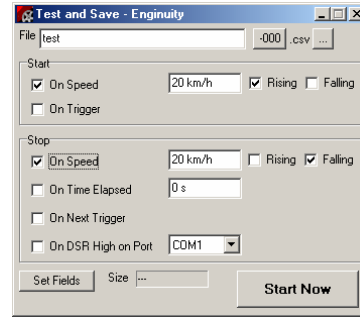 Test and Save - Enginuity
File test -000 .csv ...
Start
On Speed 20 km/h Rising Falling
On Trigger
Stop
On Speed 20 km/h Rising Falling
On Time Elapsed 0 s
On Next Trigger
On DSR High on Port COM1
Set Fields Size --- Start Now